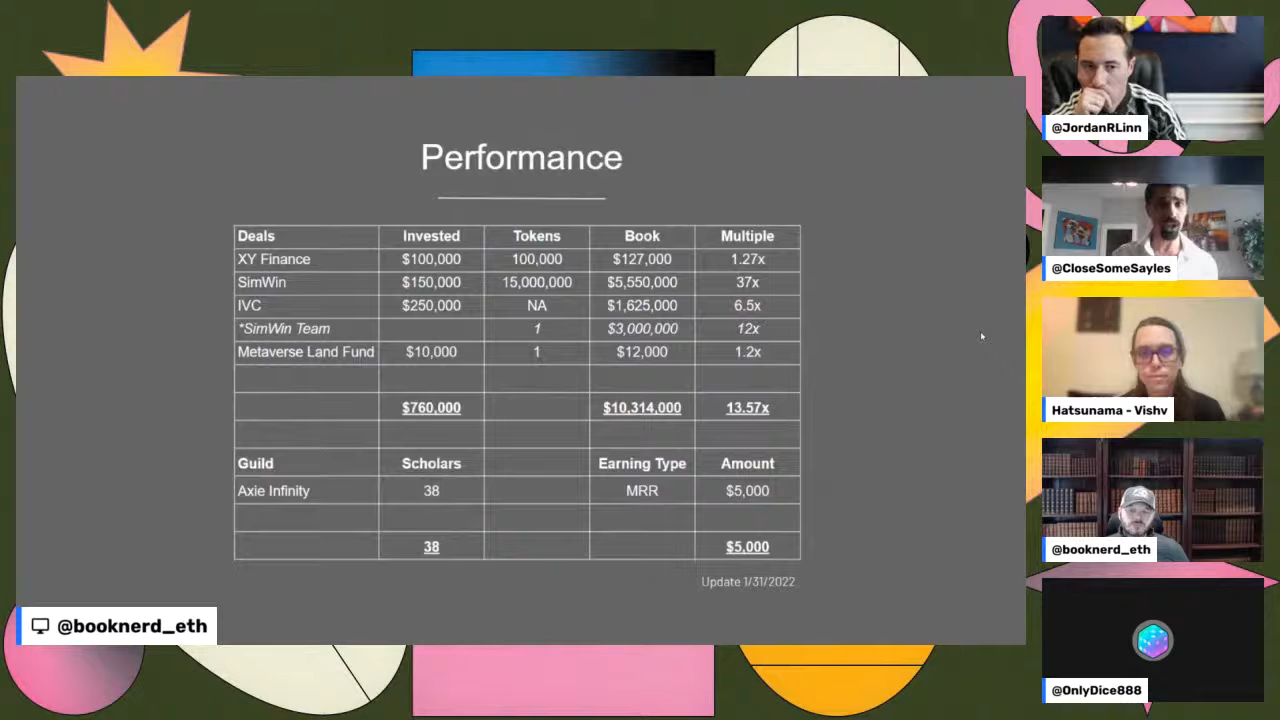 Performance
Deals Invested Tokens Book Multiple
XY Finance $100,000 100,000 $127,000 1.27x
SimWin $150,000 15,000,000 $5,550,000 37x
IVC $250,000 NA $1,625,000 6.5x
*SimWin Team 1 $3,000,000 12x
Metaverse Land Fund $10,000 1 $12,000 1.2x
$760,000 $10,314,000 13.57x
Guild Scholars Earning Type Amount
Axie Infinity 38 MRR $5,000
38 $5,000
Update 1/31/2022
@booknerd_eth
@JordanRLinn
@CloseSomeSayles
Hatsunama - Vishv
@booknerd_eth
@OnlyDice888